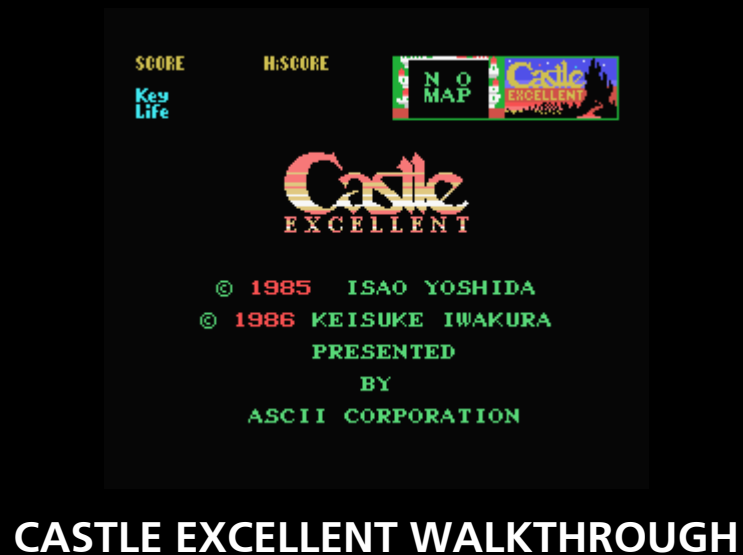 SCORE HiSCORE
Key
Life
N O
MAP
Castle
EXCELLENT
Castle
EXCELLENT
© 1985 ISAO YOSHIDA
© 1986 KEISUKE IWAKURA
PRESENTED
BY
ASCII CORPORATION
CASTLE EXCELLENT WALKTHROUGH